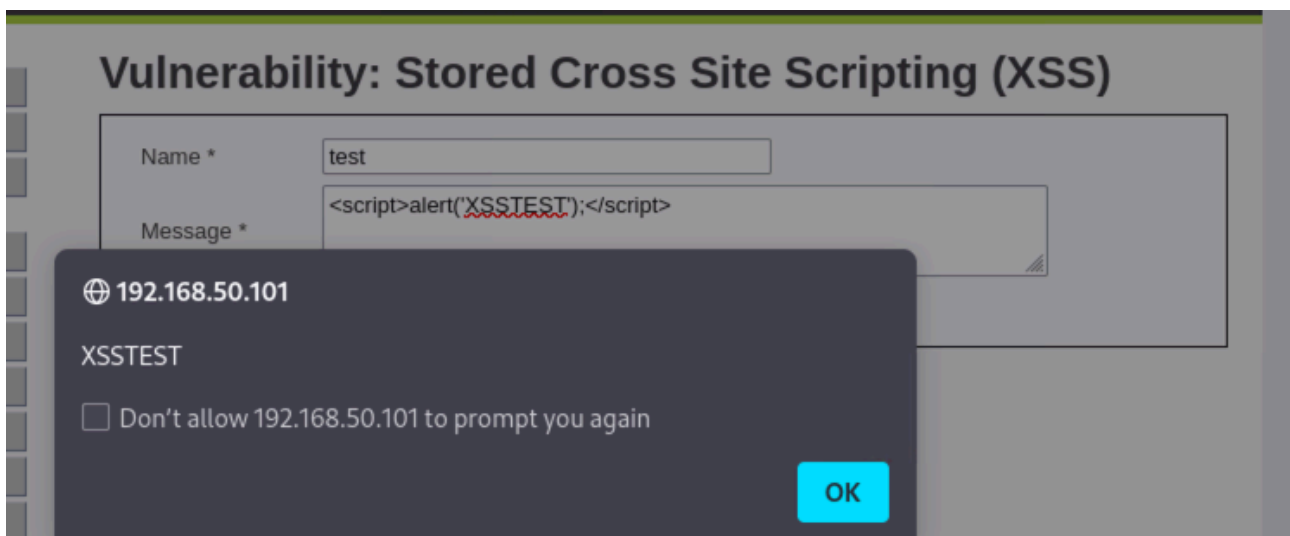 Vulnerability: Stored Cross Site Scripting (XSS)
Name * test
<script>alert('XSSTEST');</script>
Message *
192.168.50.101
XSSTEST
Don’t allow 192.168.50.101 to prompt you again
OK